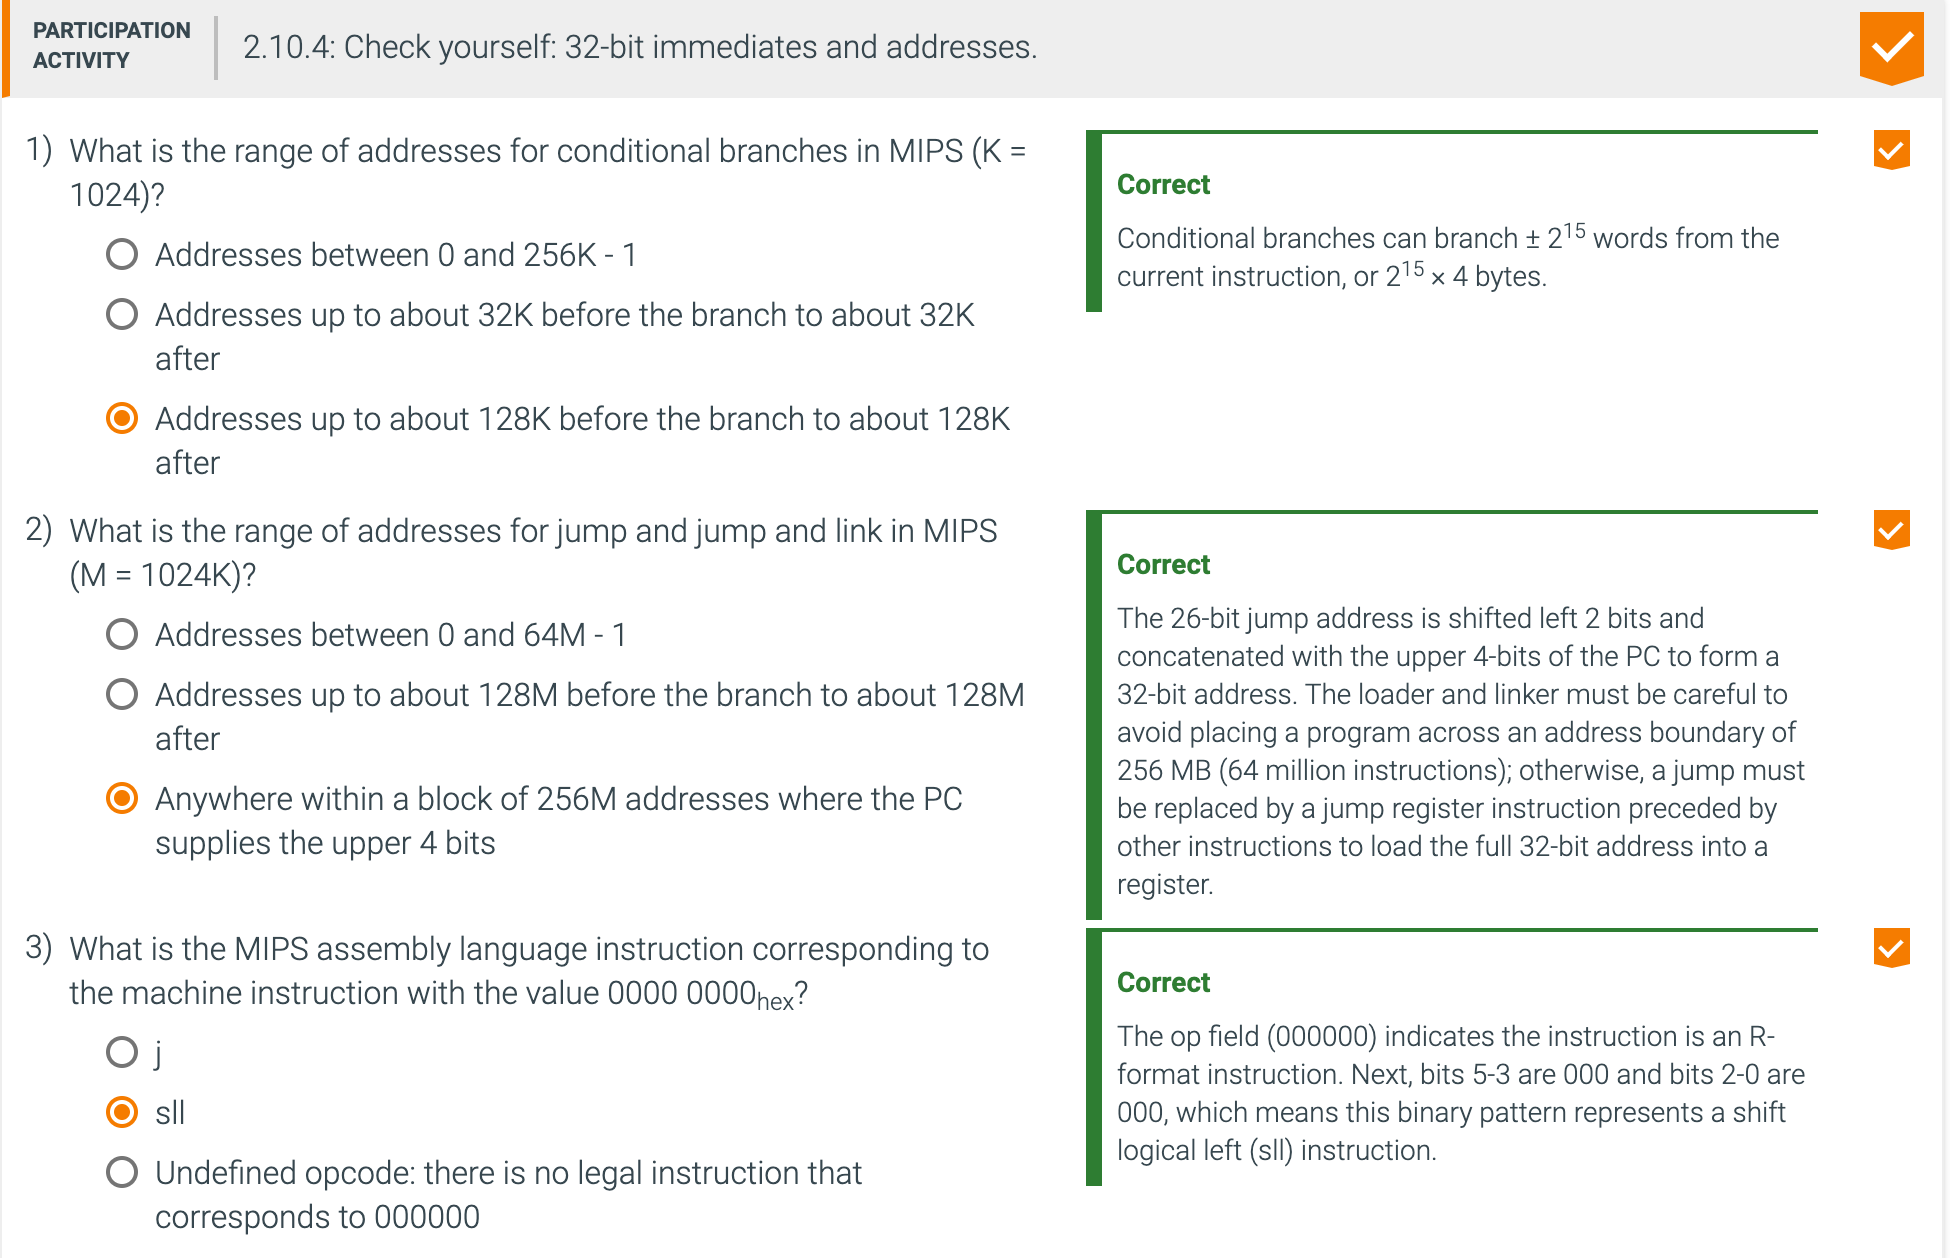 PARTICIPATION
ACTIVITY
2.10.4: Check yourself: 32-bit immediates and addresses.
1) What is the range of addresses for conditional branches in MIPS (K =
1024)?
Addresses between 0 and 256K - 1
Addresses up to about 32K before the branch to about 32K
after
Addresses up to about 128K before the branch to about 128K
after
Correct
Conditional branches can branch ± 2¹⁵ words from the
current instruction, or 2¹⁵ × 4 bytes.
2) What is the range of addresses for jump and jump and link in MIPS
(M = 1024K)?
Addresses between 0 and 64M - 1
Addresses up to about 128M before the branch to about 128M
after
Anywhere within a block of 256M addresses where the PC
supplies the upper 4 bits
Correct
The 26-bit jump address is shifted left 2 bits and
concatenated with the upper 4-bits of the PC to form a
32-bit address. The loader and linker must be careful to
avoid placing a program across an address boundary of
256 MB (64 million instructions); otherwise, a jump must
be replaced by a jump register instruction preceded by
other instructions to load the full 32-bit address into a
register.
3) What is the MIPS assembly language instruction corresponding to
the machine instruction with the value 0000 0000hex?
j
sll
Undefined opcode: there is no legal instruction that
corresponds to 000000
Correct
The op field (000000) indicates the instruction is an R-
format instruction. Next, bits 5-3 are 000 and bits 2-0 are
000, which means this binary pattern represents a shift
logical left (sll) instruction.